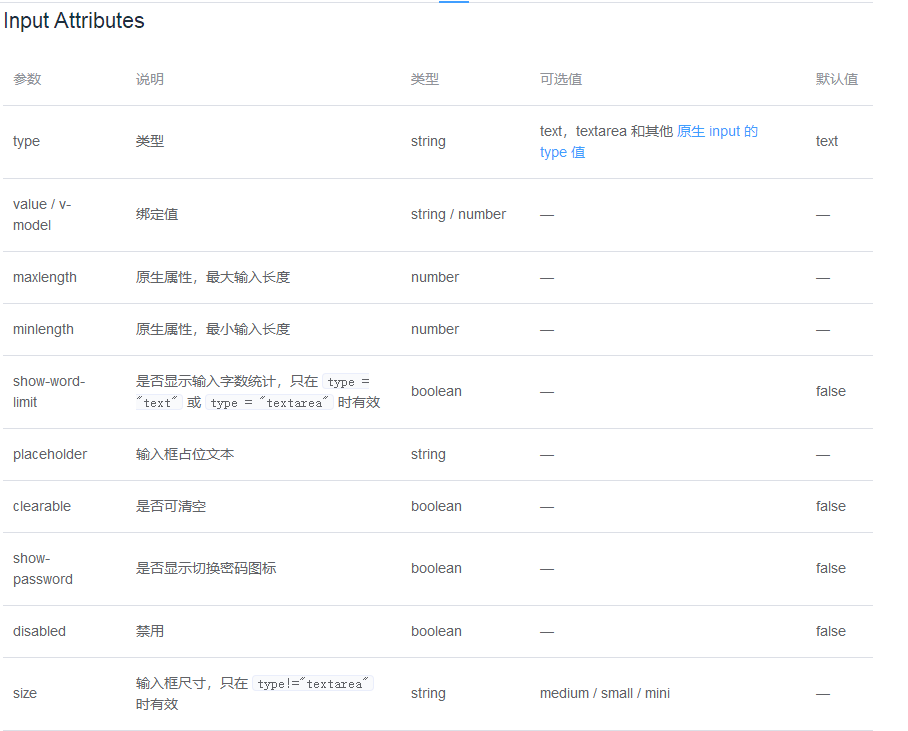 Input Attributes
参数 说明 类型 可选值 默认值
type 类型 string text，textarea 和其他 原生 input 的 text
type 值
value / v-
model 绑定值 string / number — —
maxlength 原生属性，最大输入长度 number — —
minlength 原生属性，最小输入长度 number — —
show-word- 是否显示输入字数统计，只在 type =
limit "text" 或 type = "textarea" 时有效 boolean — false
placeholder 输入框占位文本 string — —
clearable 是否可清空 boolean — false
show-
password 是否显示切换密码图标 boolean — false
disabled 禁用 boolean — false
size 输入框尺寸，只在 type!="textarea" string medium / small / mini —
时有效